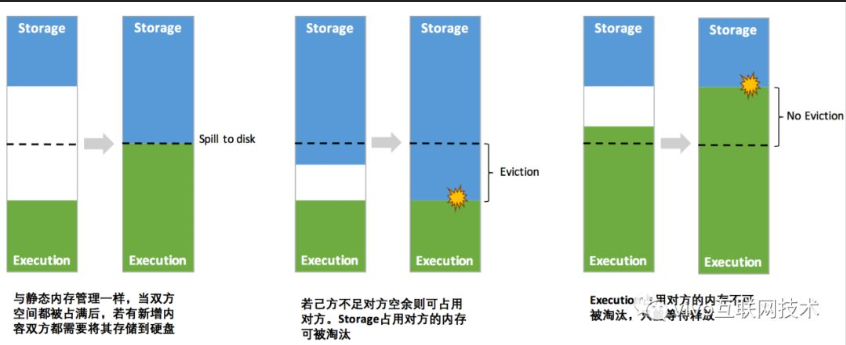 Storage
Storage
Spill to disk
Execution
Execution
与静态内存管理一样，当双方
空间都被占满后，若有新增内
容双方都需要将其存储到硬盘
Storage
Storage
Eviction
Execution
Execution
若己方不足对方空余则可占用
对方。Storage占用对方的内存
可被淘汰
Storage
Storage
No Eviction
Execution
Execution
用对方的内存不可
被淘汰，
互联网技术